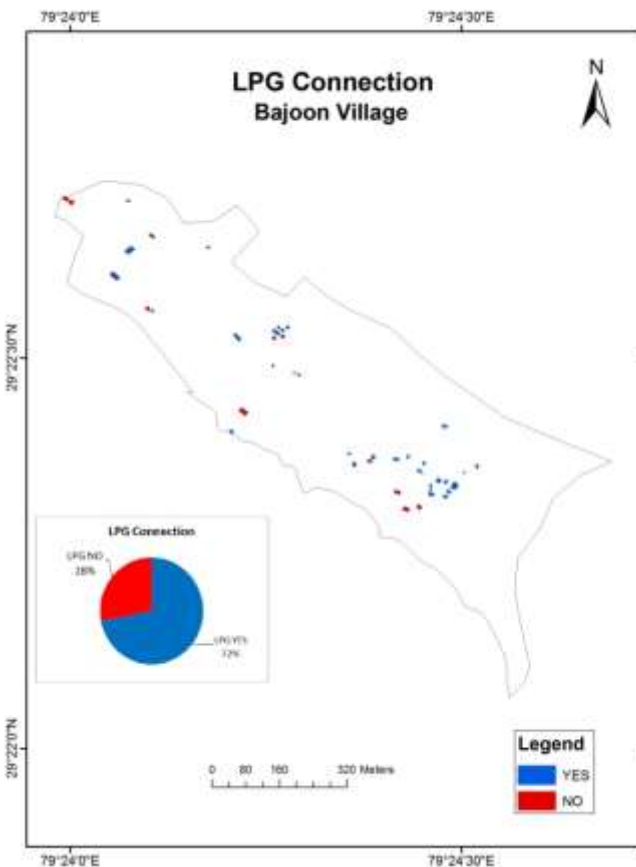 79°24'0"E 79°24'30"E
LPG Connection
Bajoon Village
N
29°22'30"N
LPG Connection
LPG NO
28%
LPG YES
72%
29°22'0"N
Legend
YES
NO
0 80 160 320 Meters
79°24'0"E 79°24'30"E